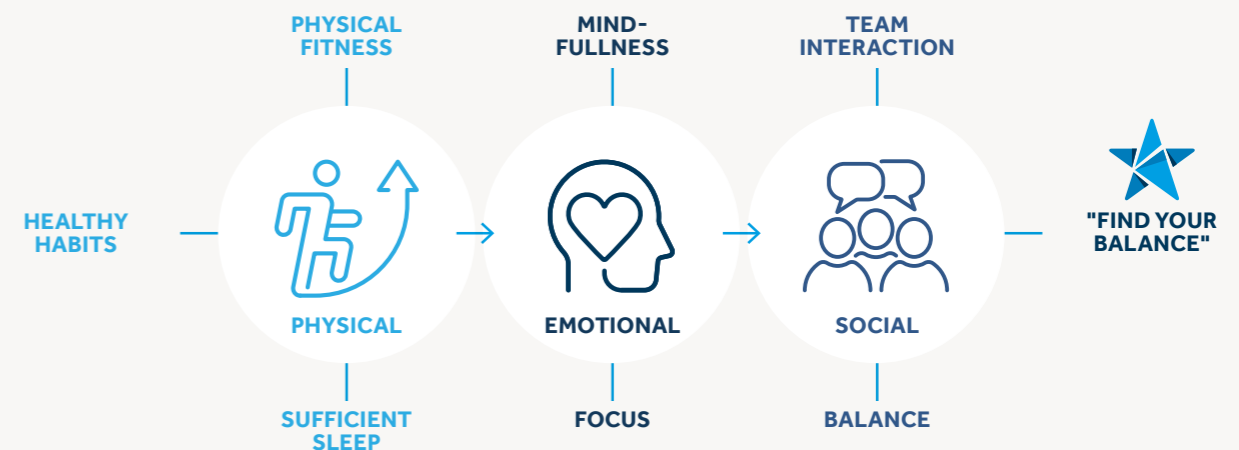 PHYSICAL
FITNESS
MIND-
FULLNESS
TEAM
INTERACTION
HEALTHY
HABITS
"FIND YOUR
BALANCE"
PHYSICAL
EMOTIONAL
SOCIAL
SUFFICIENT
SLEEP
FOCUS
BALANCE